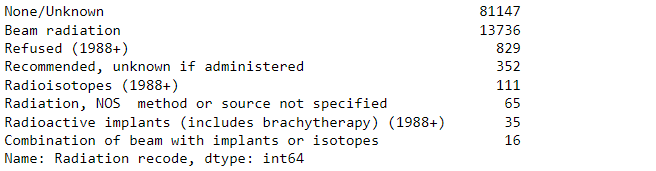 None/Unknown 81147
Beam radiation 13736
Refused (1988+) 829
Recommended, unknown if administered 352
Radioisotopes (1988+) 111
Radiation, NOS  method or source not specified 65
Radioactive implants (includes brachytherapy) (1988+) 35
Combination of beam with implants or isotopes 16
Name: Radiation recode, dtype: int64